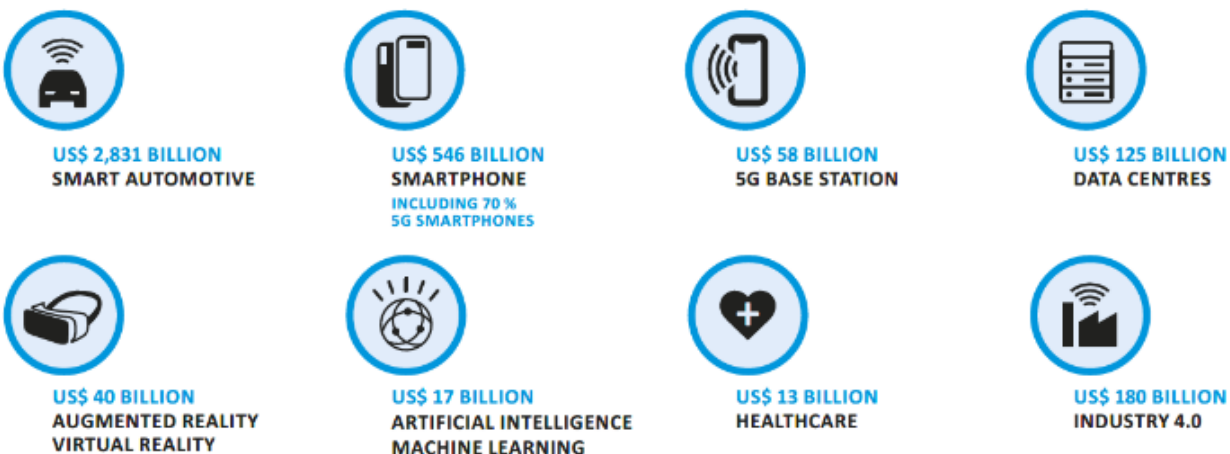 US$ 2,831 BILLION
SMART AUTOMOTIVE
US$ 546 BILLION
SMARTPHONE
INCLUDING 70 %
5G SMARTPHONES
US$ 58 BILLION
5G BASE STATION
US$ 125 BILLION
DATA CENTRES
US$ 40 BILLION
AUGMENTED REALITY
VIRTUAL REALITY
US$ 17 BILLION
ARTIFICIAL INTELLIGENCE
MACHINE LEARNING
US$ 13 BILLION
HEALTHCARE
US$ 180 BILLION
INDUSTRY 4.0